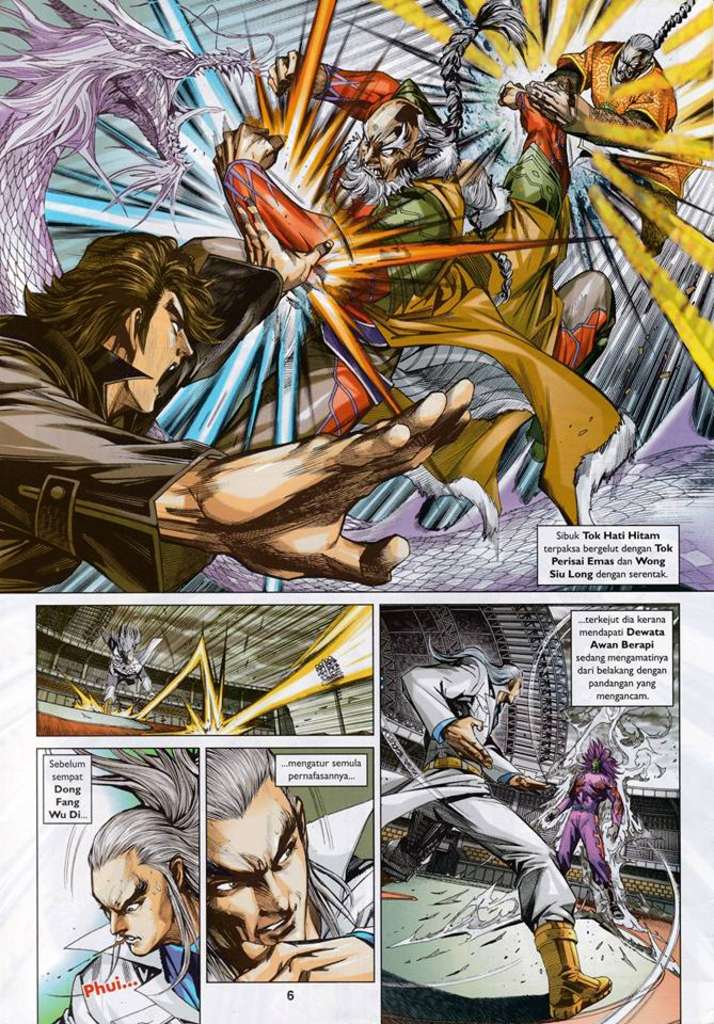 Sibuk Tok Hati Hitam
terpaksa bergelut dengan Tok
Perisai Emas dan Wong
Siu Long dengan serentak.
Sebelum
sempat
Dong
Fang
Wu Di...
...mengatur semula
pernafasannya...
Phui...
...terkejut dia kerana
mendapati Dewata
Awan Berapi
sedang mengamatinya
dari belakang dengan
pandangan yang
mengancam.
6